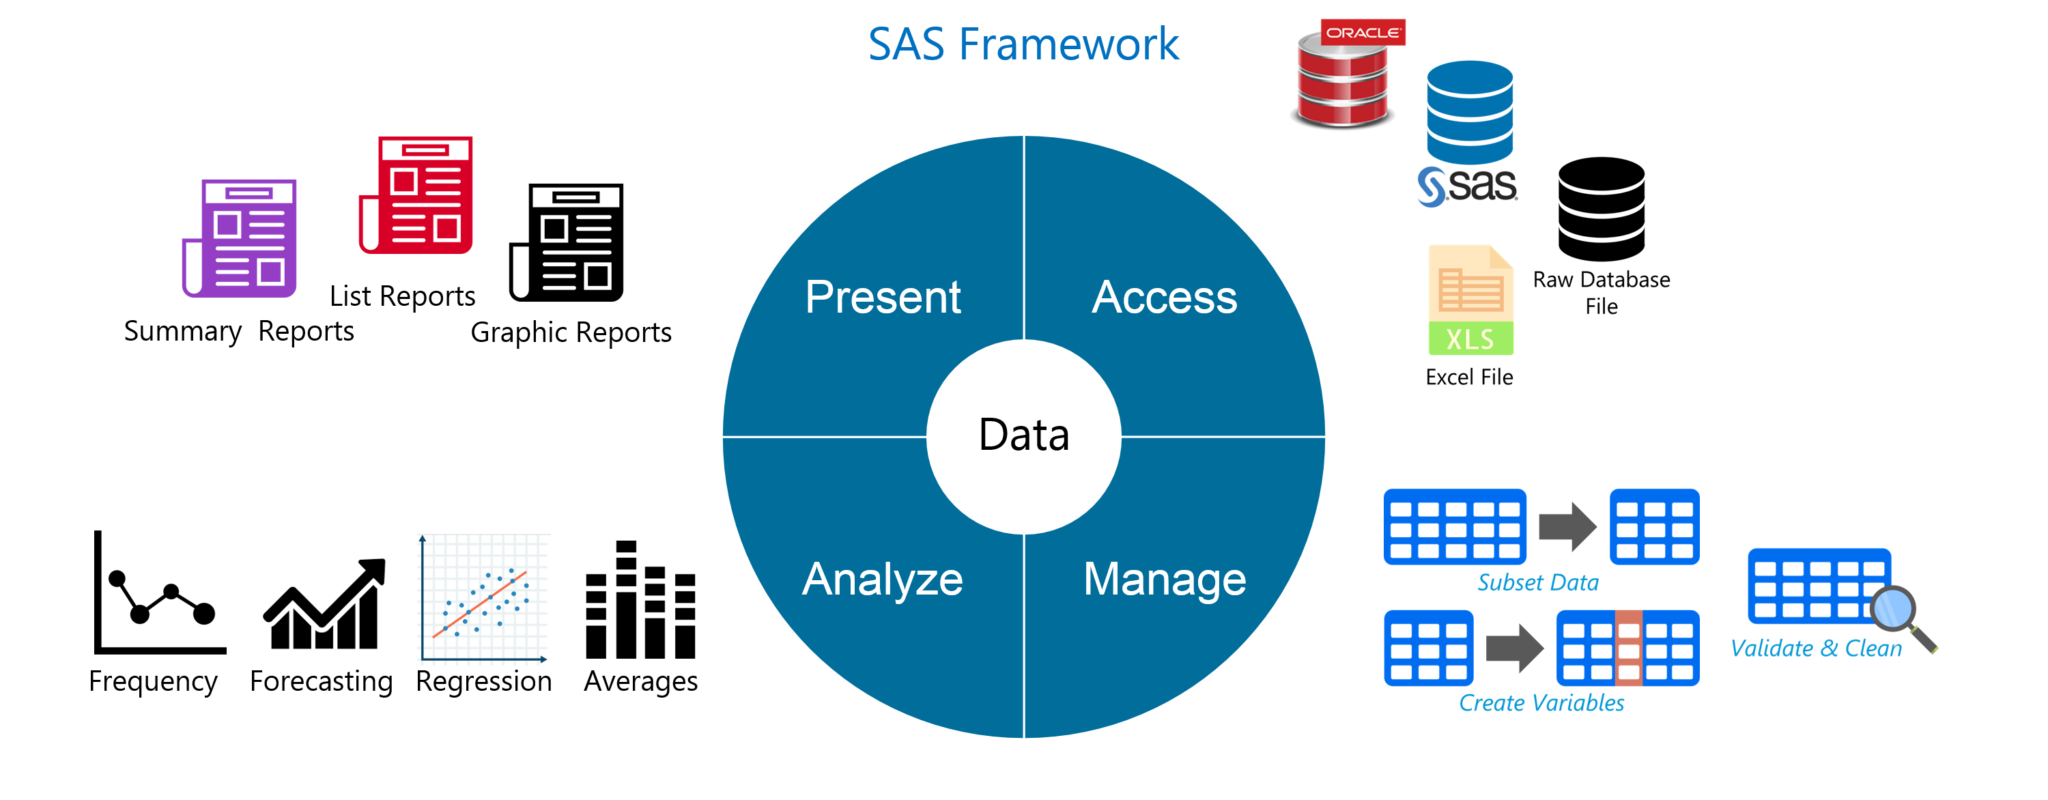 SAS Framework
ORACLE
sas
Raw Database
File
XLS
Excel File
List Reports
Summary Reports
Graphic Reports
Present
Access
Data
Analyze
Manage
Frequency
Forecasting
Regression
Averages
Subset Data
Validate & Clean
Create Variables